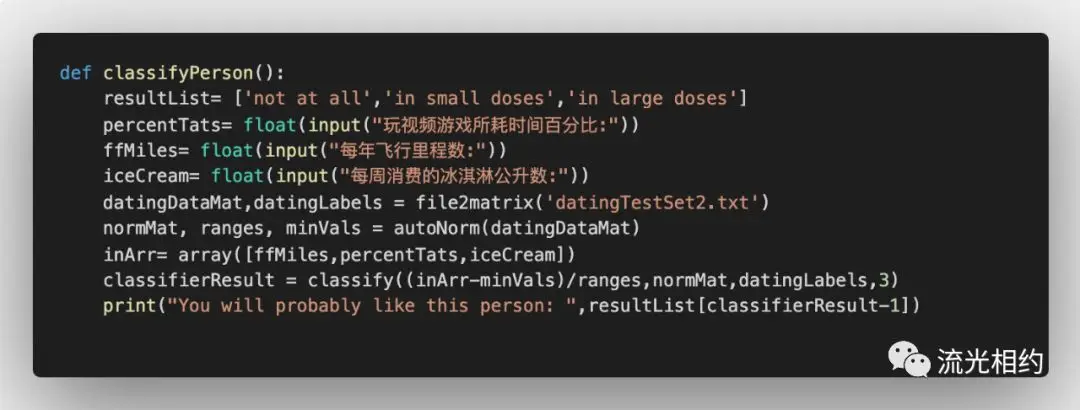 def classifyPerson():
    resultList= ['not at all','in small doses','in large doses']
    percentTats= float(input("玩视频游戏所耗时间百分比:"))
    ffMiles= float(input("每年飞行里程数:"))
    iceCream= float(input("每周消费的冰淇淋公升数:"))
    datingDataMat,datingLabels = file2matrix('datingTestSet2.txt')
    normMat, ranges, minVals = autoNorm(datingDataMat)
    inArr= array([ffMiles,percentTats,iceCream])
    classifierResult = classify((inArr-minVals)/ranges,normMat,datingLabels,3)
    print("You will probably like this person: ",resultList[classifierResult-1])
流光相约